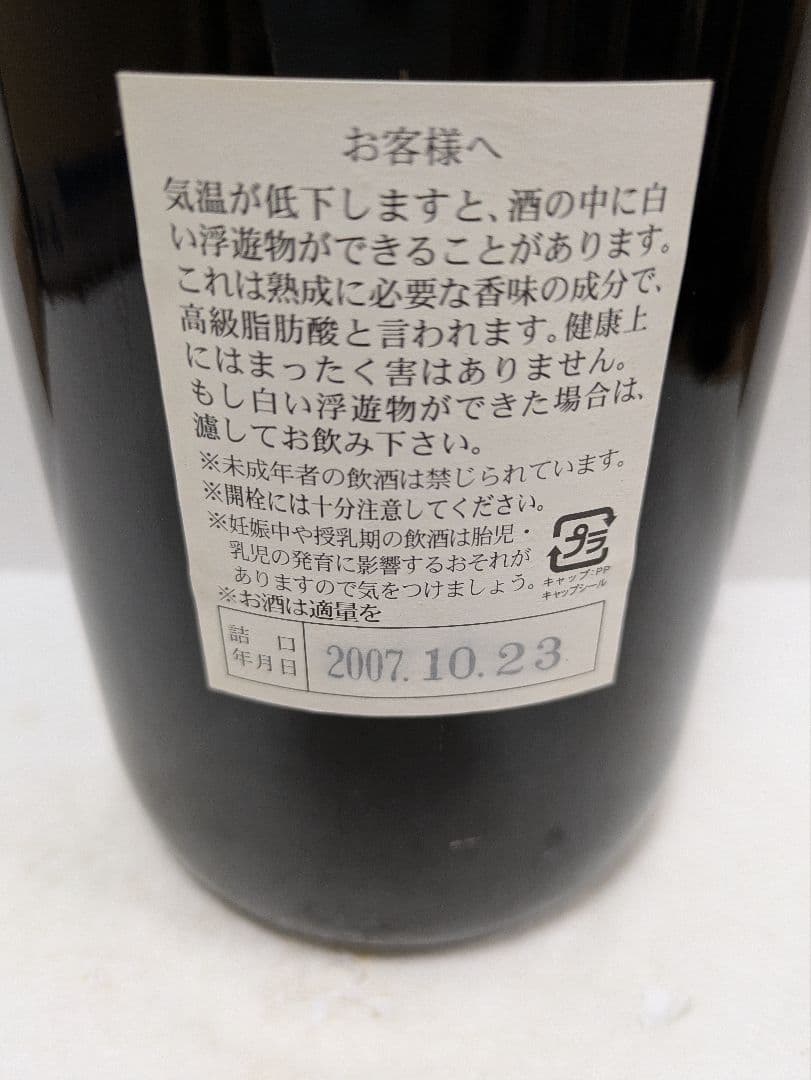 お客様へ
気温が低下しますと、酒の中に白
い浮遊物ができることがあります。
これは熟成に必要な香味の成分で、
高級脂肪酸と言われます。健康上
にはまったく害はありません。
もし白い浮遊物ができた場合は、
濾してお飲み下さい。
※未成年者の飲酒は禁じられています。
※開栓には十分注意してください。
※妊娠中や授乳期の飲酒は胎児・
乳児の発育に影響するおそれが
ありますので気をつけましょう。
※お酒は適量を
プラ
キャップ:PP
キャップシール
詰口
年月日
2007.10.23